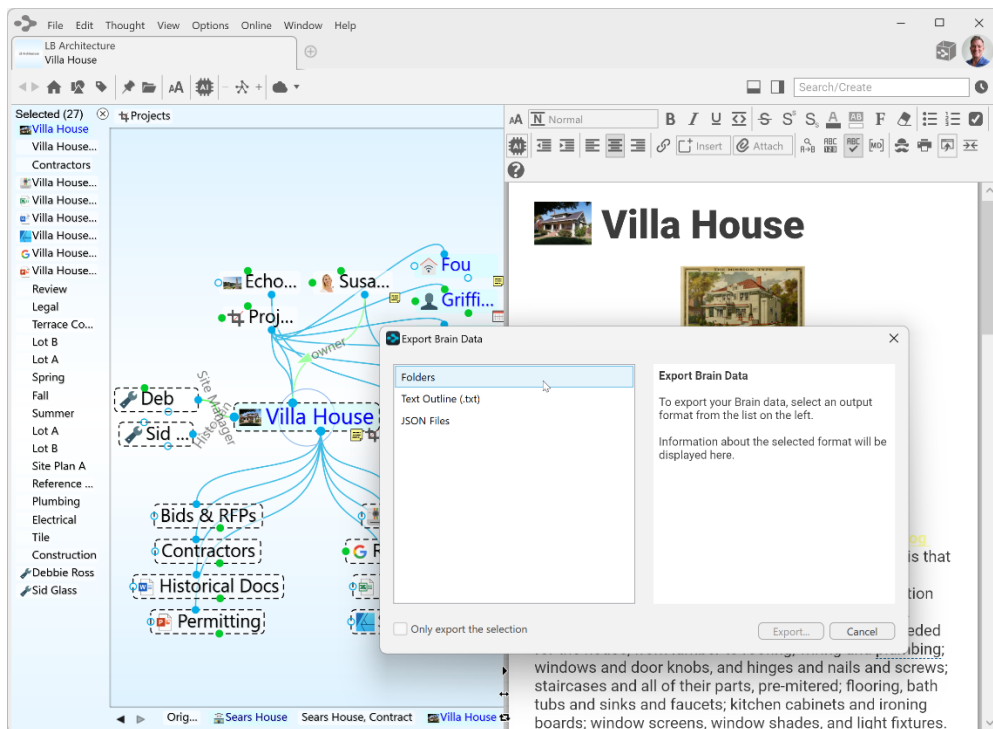 File Edit Thought View Options Online Window Help
LB Architecture
Villa House
AA AI Search/Create
Selected (27) Projects
Villa House
Villa House...
Contractors
Villa House...
Villa House...
Villa House...
Villa House...
Villa House...
Villa House...
Review
Legal
Terrace Co...
Lot B
Lot A
Spring
Fall
Summer
Lot A
Lot B
Site Plan A
Reference ...
Plumbing
Electrical
Tile
Construction
Debbie Ross
Sid Glass
Echo...
Susa...
Fou
Griffi...
Proj...
owner
Site Manager
Deb
Sid ...
Villa House
Bids & RFPs
Contractors
Historical Docs
Permitting
Orig... Sears House Sears House, Contract Villa House
AA N Normal B I U S S S A AB F
AI Insert Attach A→B ABC MD
Villa House
Export Brain Data
Folders
Text Outline (.txt)
JSON Files
Export Brain Data
To export your Brain data, select an output
format from the list on the left.
Information about the selected format will be
displayed here.
Only export the selection
Export... Cancel
is that
windows and door knobs, and hinges and nails and screws;
staircases and all of their parts, pre-mitered; flooring, bath
tubs and sinks and faucets; kitchen cabinets and ironing
boards; window screens, window shades, and light fixtures.